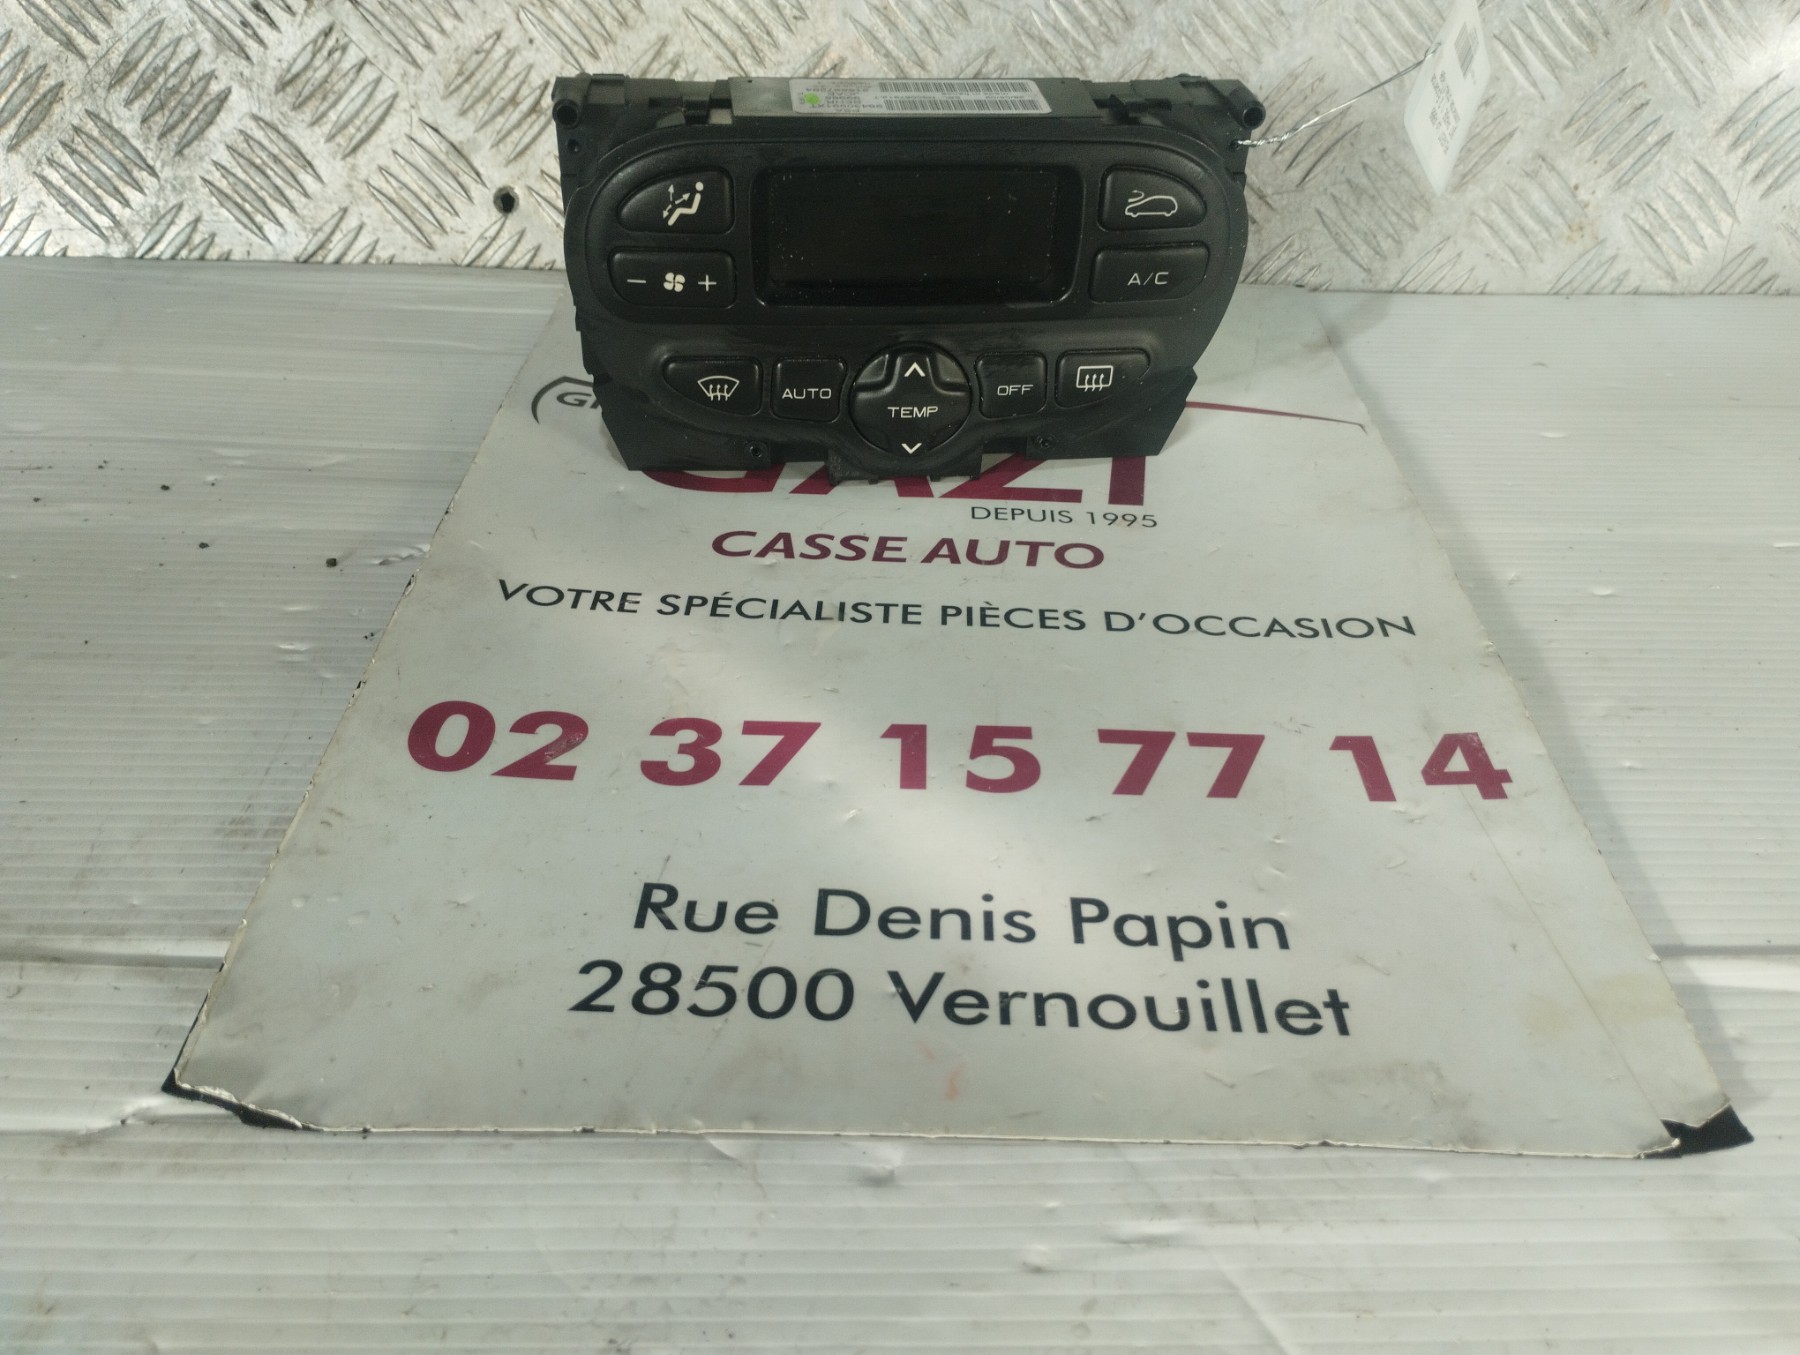 A/C
AUTO
TEMP
OFF
GAZI
DEPUIS 1995
CASSE AUTO
VOTRE SPÉCIALISTE PIÈCES D'OCCASION
02 37 15 77 14
Rue Denis Papin
28500 Vernouillet